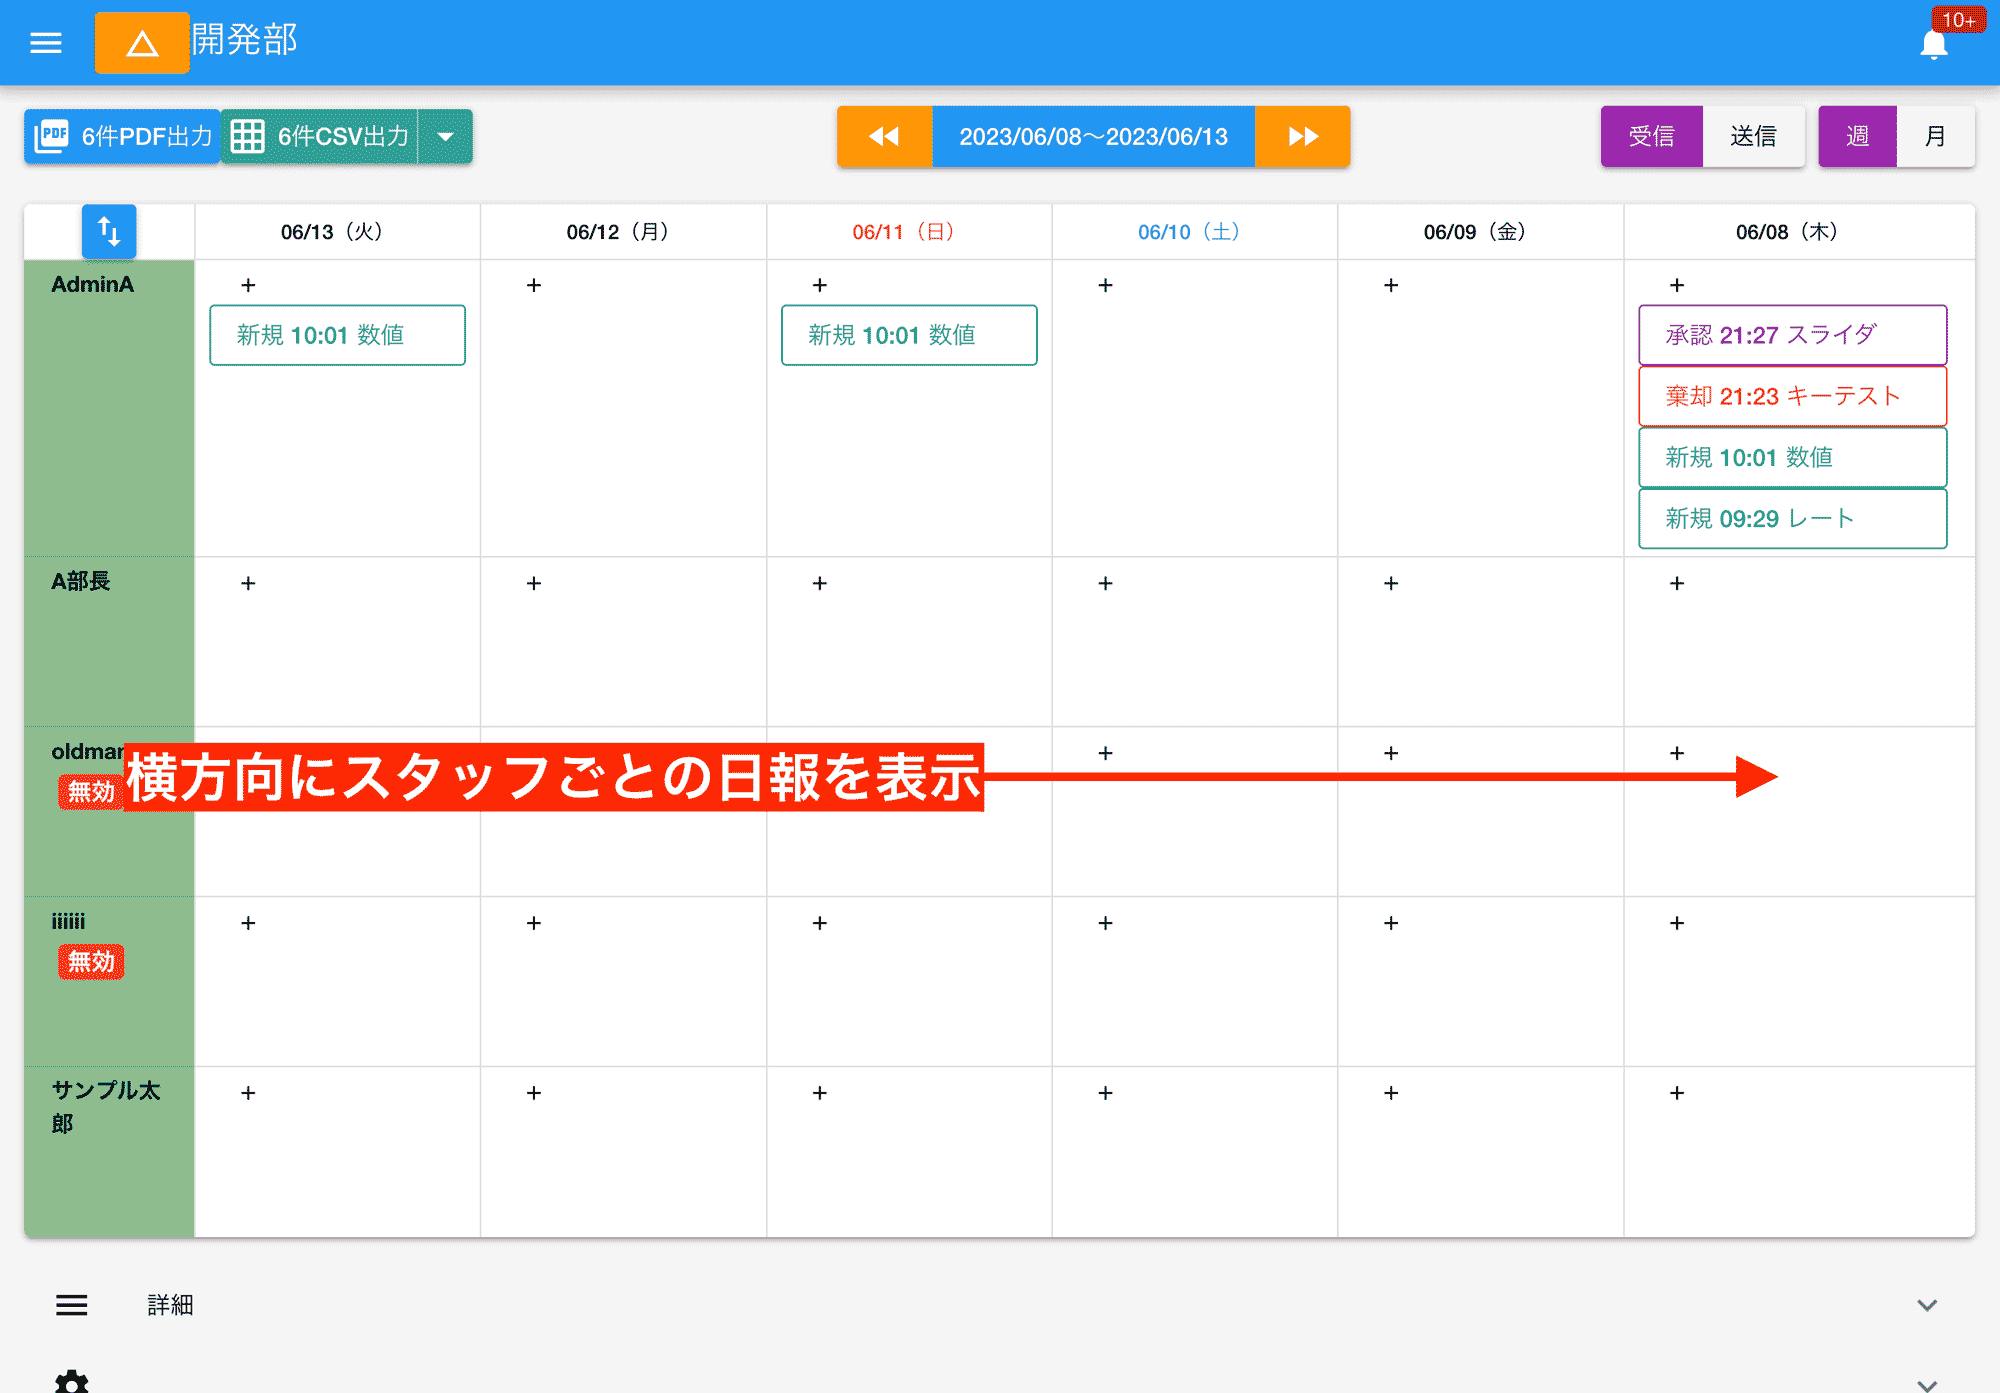 開発部
10+
PDF 6件PDF出力 6件CSV出力
2023/06/08〜2023/06/13
受信 送信 週 月
06/13（火） 06/12（月） 06/11（日） 06/10（土） 06/09（金） 06/08（木）
AdminA + + + + + +
新規 10:01 数値 新規 10:01 数値 承認 21:27 スライダ
棄却 21:23 キーテスト
新規 10:01 数値
新規 09:29 レート
A部長 + + + + + +
+ + +
無効
横方向にスタッフごとの日報を表示
iiiiii + + + + + +
無効
サンプル太 + + + + + +
郎
詳細